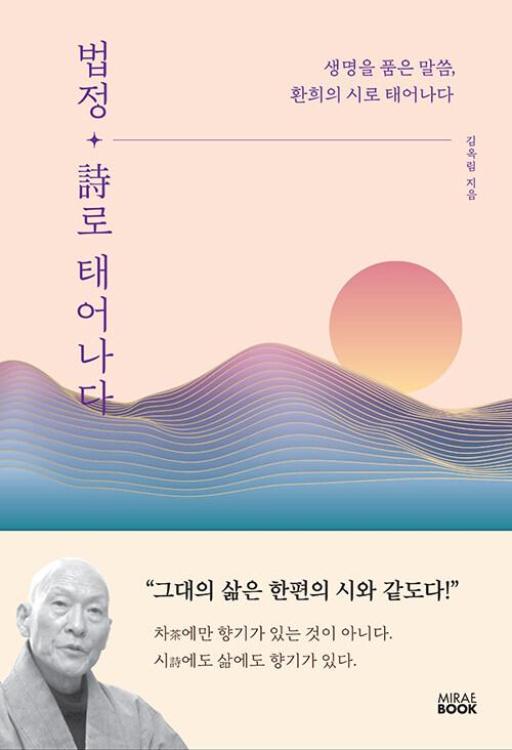 법정✦詩로 태어나다
생명을 품은 말씀,
환희의 시로 태어나다
김옥림 지음
“그대의 삶은 한편의 시와 같도다!”
차茶에만 향기가 있는 것이 아니다.
시詩에도 삶에도 향기가 있다.
MIRAE
BOOK